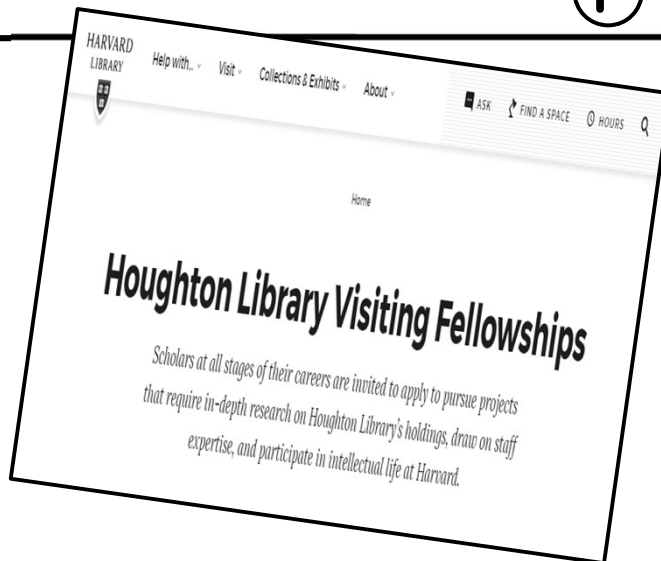 HARVARD
LIBRARY
Help with..
Visit
Collections & Exhibits
About
ASK
FIND A SPACE
HOURS
Home
Houghton Library Visiting Fellowships
Scholars at all stages of their careers are invited to apply to pursue projects
that require in-depth research on Houghton Library's holdings, draw on staff
expertise, and participate in intellectual life at Harvard.